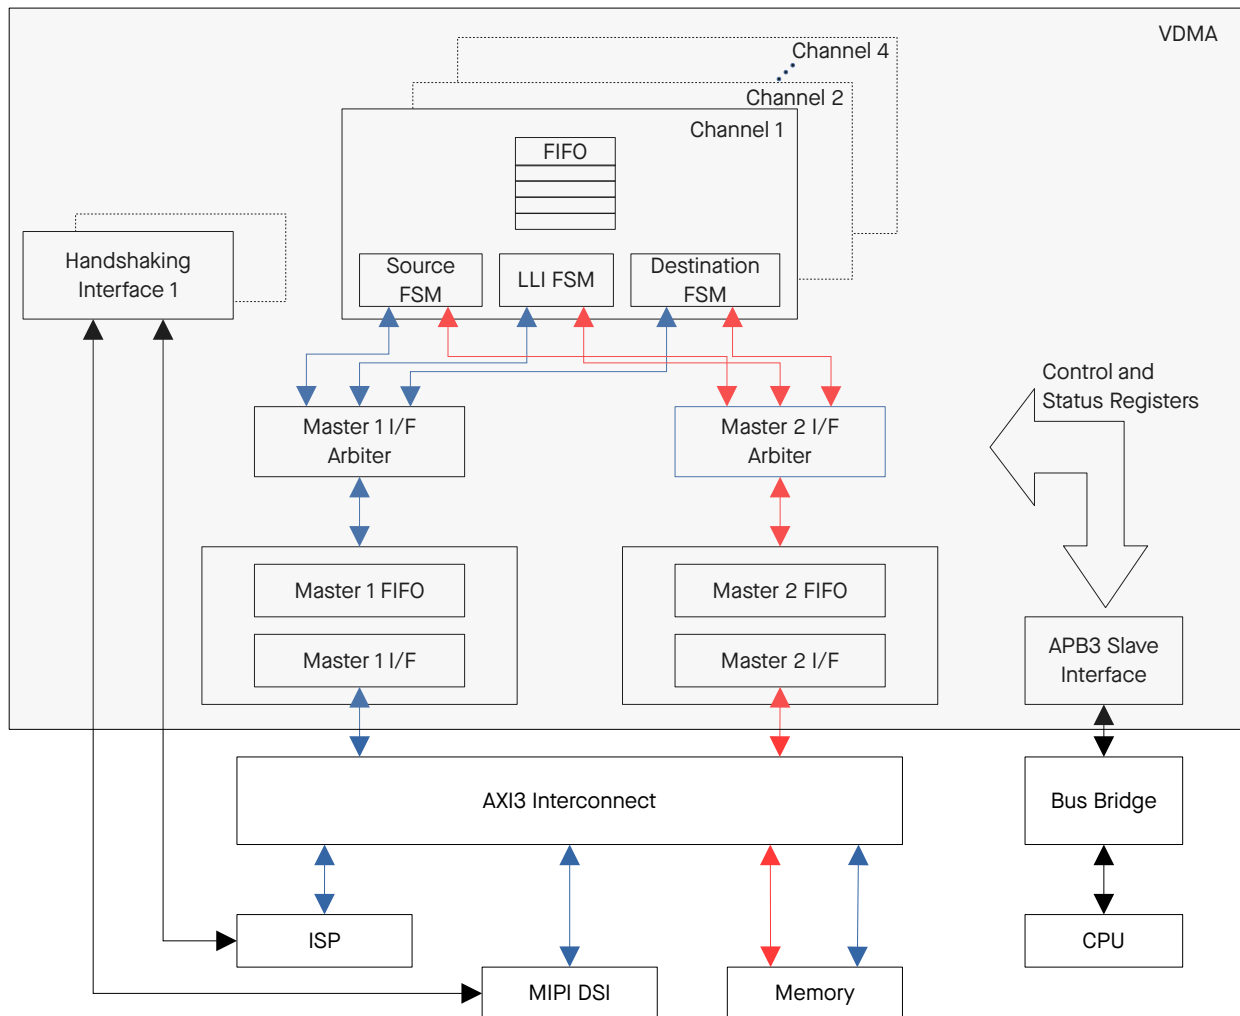 VDMA
Channel 4
Channel 2
Channel 1
FIFO
Handshaking
Interface 1
Source
FSM
LLI FSM
Destination
FSM
Control and
Status Registers
Master 1 I/F
Arbiter
Master 2 I/F
Arbiter
Master 1 FIFO
Master 2 FIFO
Master 1 I/F
Master 2 I/F
APB3 Slave
Interface
AXI3 Interconnect
Bus Bridge
ISP
CPU
MIPI DSI
Memory